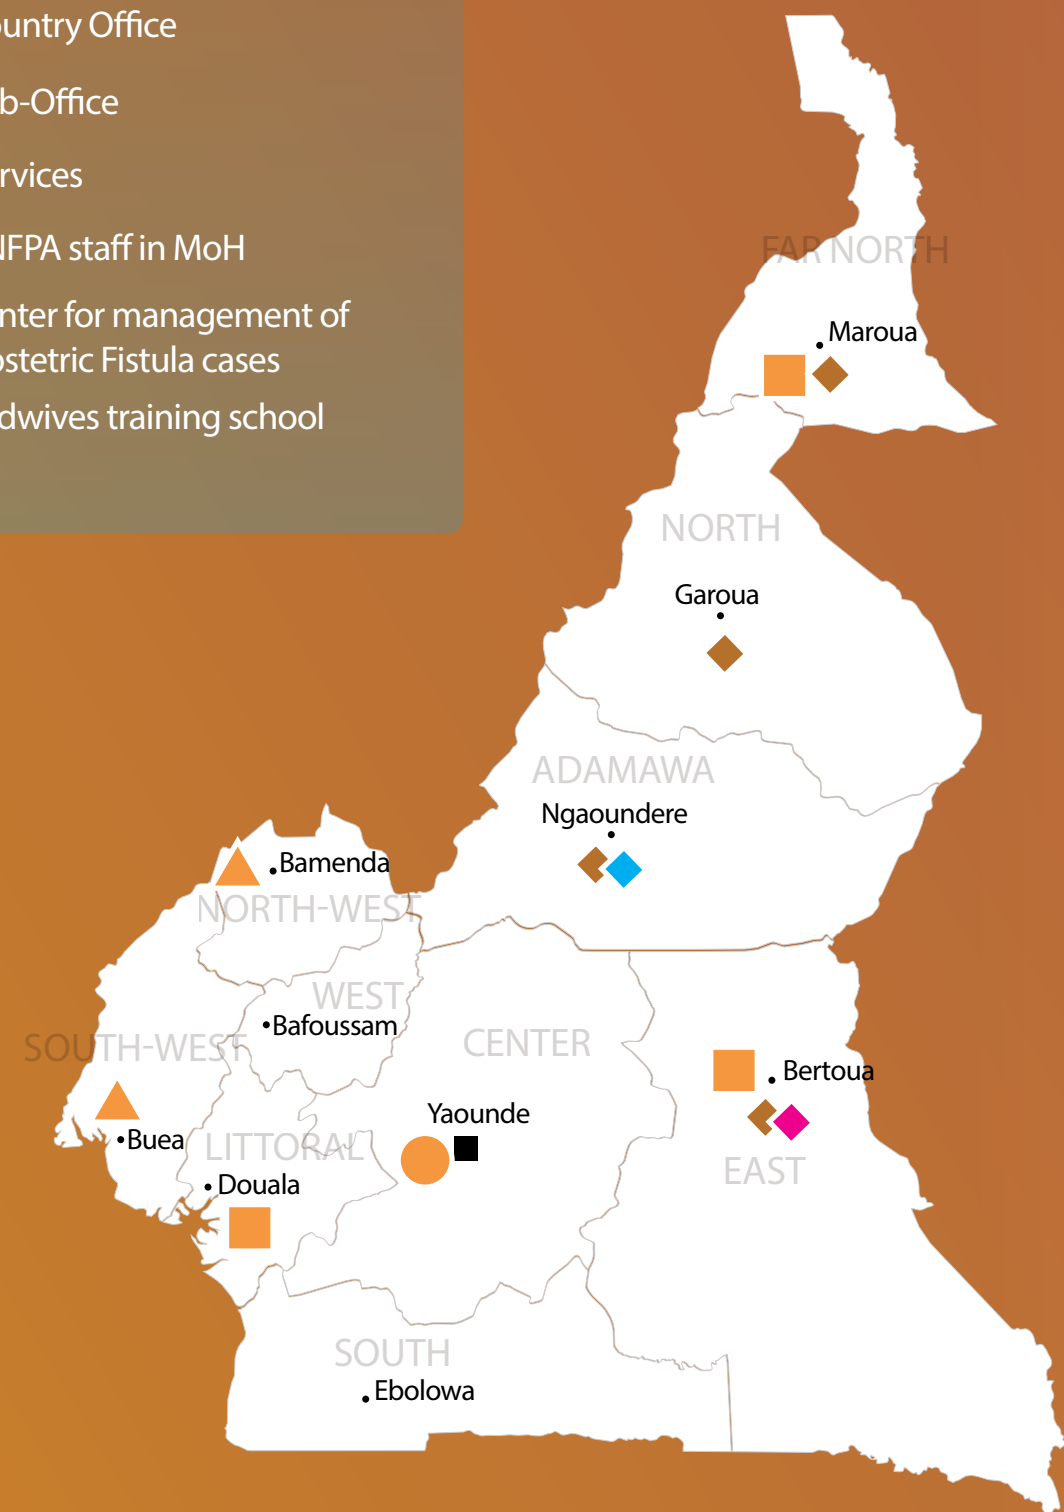 untry Office
b-Office
rvices
NFPA staff in MoH
nter for management of
ostetric Fistula cases
dwives training school
FAR NORTH
Maroua
NORTH
Garoua
ADAMAWA
Ngaoundere
Bamenda
NORTH-WEST
WEST
Bafoussam
CENTER
SOUTH-WEST
Bertoua
Yaounde
Buea
LITTORAL
EAST
Douala
SOUTH
Ebolowa